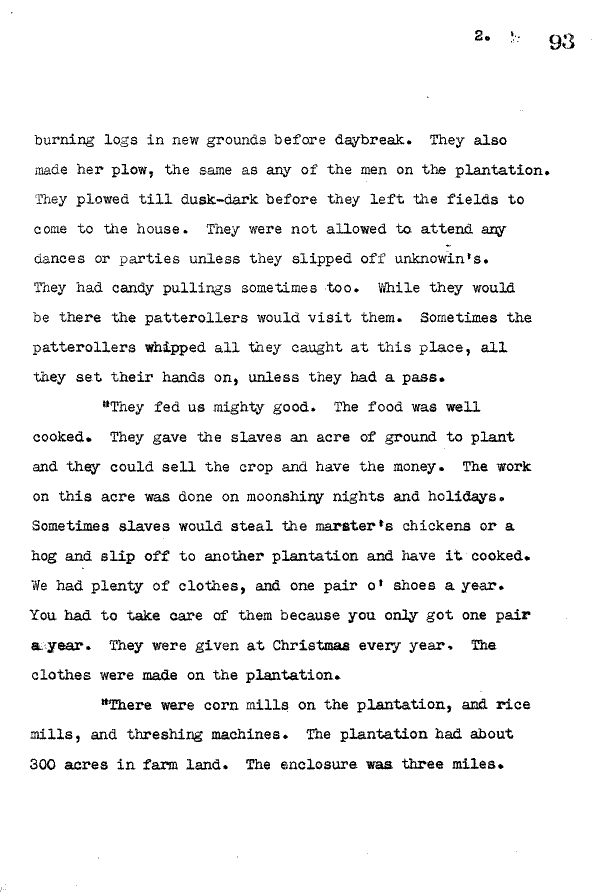 2. 93
burning logs in new grounds before daybreak. They also
made her plow, the same as any of the men on the plantation.
They plowed till dusk-dark before they left the fields to
come to the house. They were not allowed to attend any
dances or parties unless they slipped off unknowin's.
They had candy pullings sometimes too. While they would
be there the patterollers would visit them. Sometimes the
patterollers whipped all they caught at this place, all
they set their hands on, unless they had a pass.
"They fed us mighty good. The food was well
cooked. They gave the slaves an acre of ground to plant
and they could sell the crop and have the money. The work
on this acre was done on moonshiny nights and holidays.
Sometimes slaves would steal the marster's chickens or a
hog and slip off to another plantation and have it cooked.
We had plenty of clothes, and one pair o' shoes a year.
You had to take care of them because you only got one pair
a year. They were given at Christmas every year. The
clothes were made on the plantation.
"There were corn mills on the plantation, and rice
mills, and threshing machines. The plantation had about
300 acres in farm land. The enclosure was three miles.